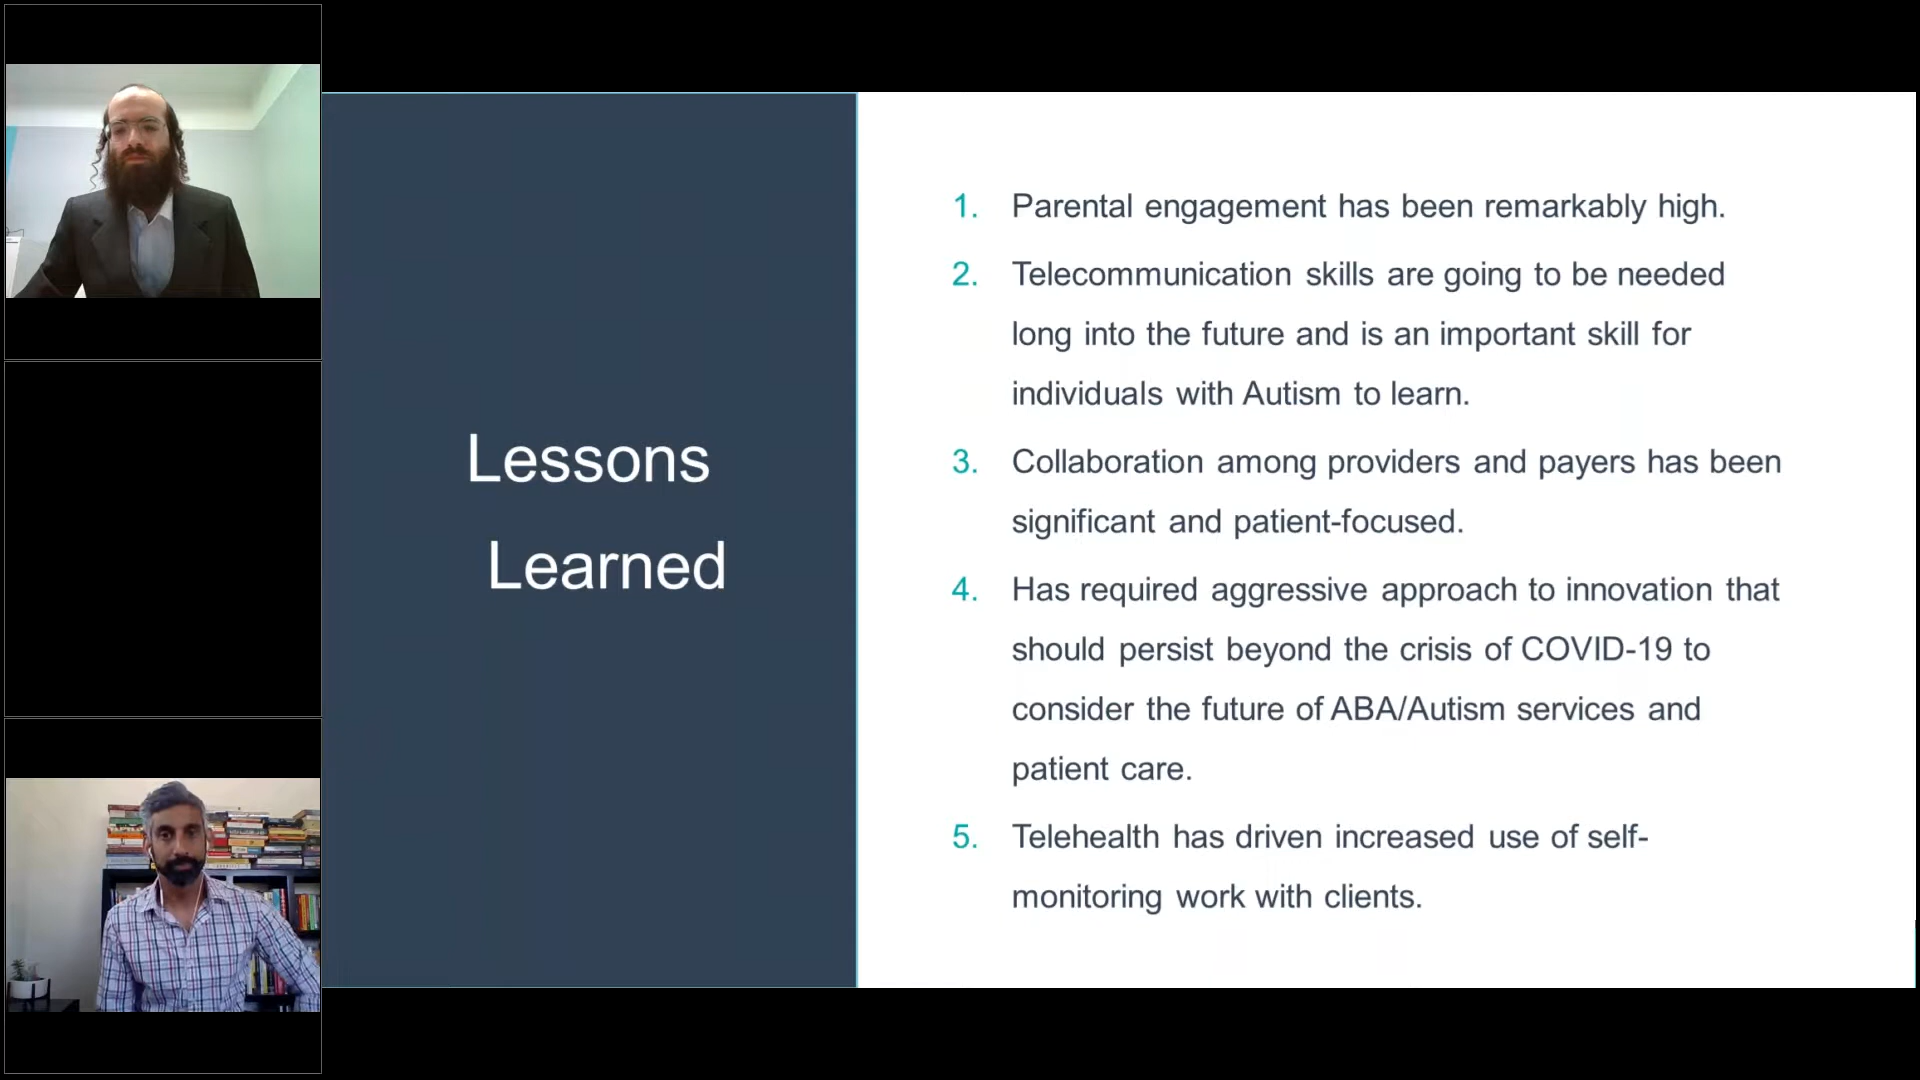 Lessons
Learned
1. Parental engagement has been remarkably high.
2. Telecommunication skills are going to be needed
long into the future and is an important skill for
individuals with Autism to learn.
3. Collaboration among providers and payers has been
significant and patient-focused.
4. Has required aggressive approach to innovation that
should persist beyond the crisis of COVID-19 to
consider the future of ABA/Autism services and
patient care.
5. Telehealth has driven increased use of self-
monitoring work with clients.